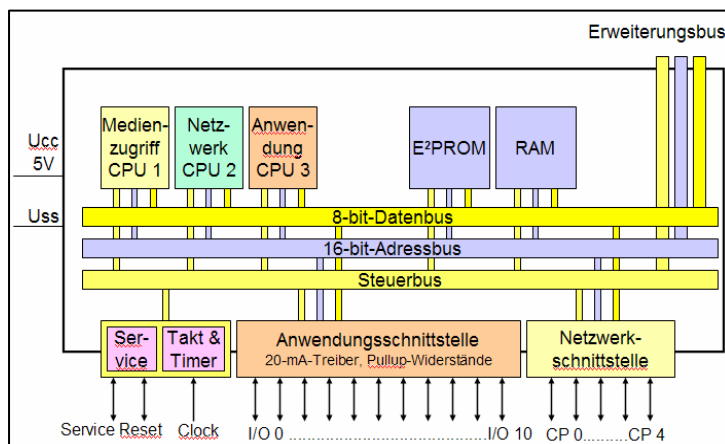 Erweiterungsbus
Ucc
5V
Uss
Medien-
zugriff
CPU 1
Netz-
werk
CPU 2
Anwen-
dung
CPU 3
E²PROM
RAM
8-bit-Datenbus
16-bit-Adressbus
Steuerbus
Ser-
vice
Takt &
Timer
Anwendungsschnittstelle
20-mA-Treiber, Pullup-Widerstände
Netzwerk-
schnittstelle
Service Reset Clock I/O 0 ........................................I/O 10 CP 0..........CP 4